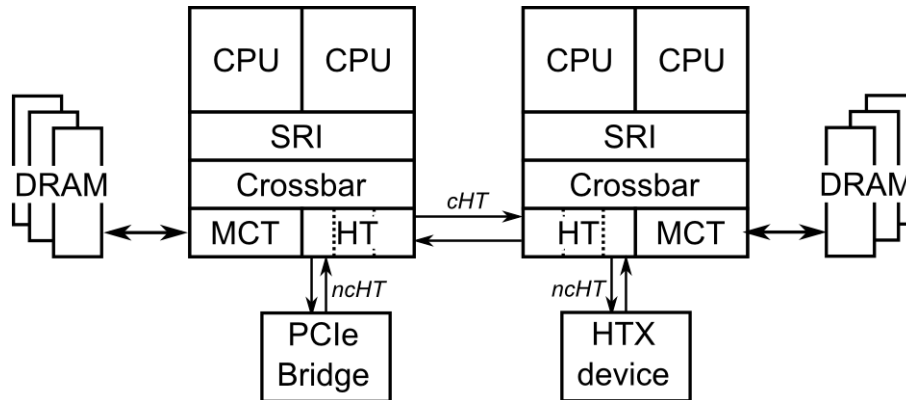 CPU CPU CPU CPU
SRI SRI
DRAM Crossbar Crossbar DRAM
cHT
MCT HT HT MCT
ncHT ncHT
PCIe HTX
Bridge device